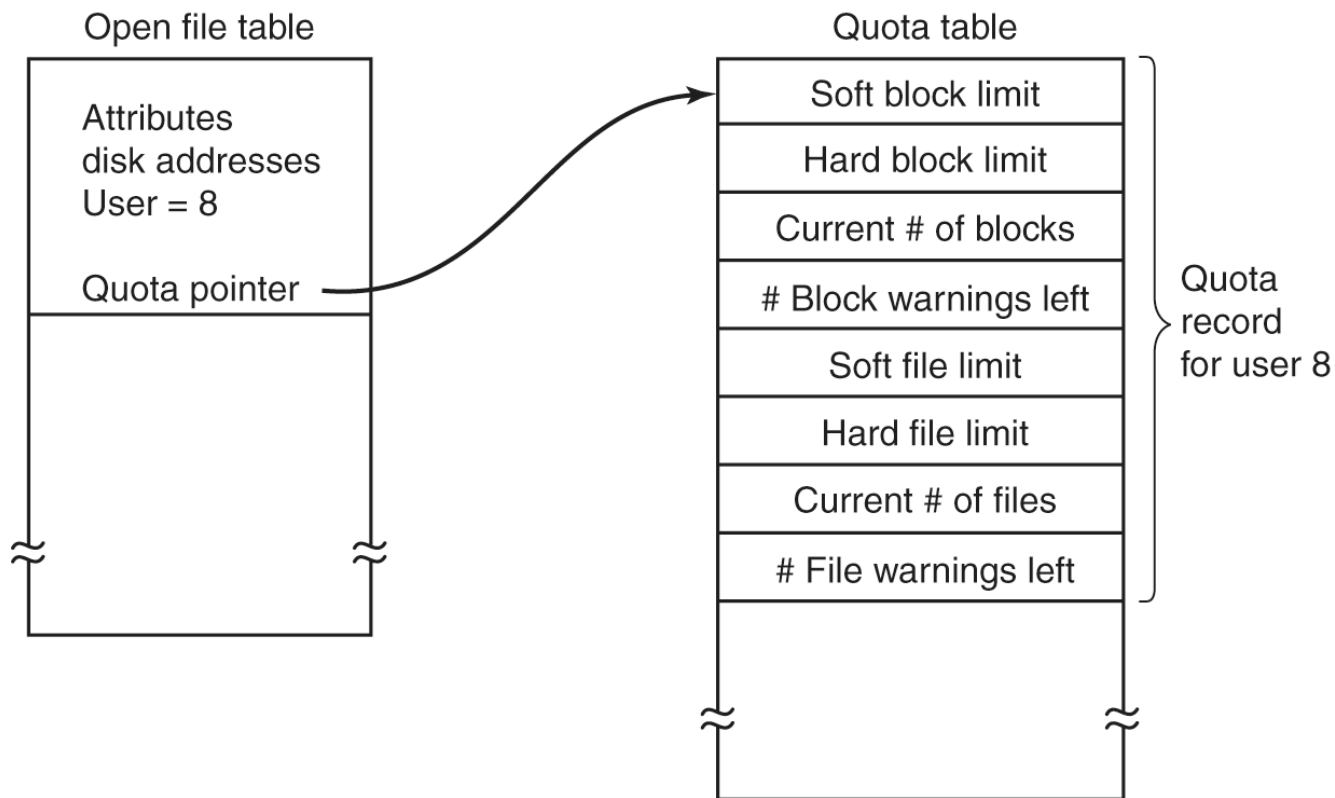 Open file table
Attributes
disk addresses
User = 8
Quota pointer
Quota table
Soft block limit
Hard block limit
Current # of blocks
# Block warnings left
Soft file limit
Hard file limit
Current # of files
# File warnings left
Quota
record
for user 8